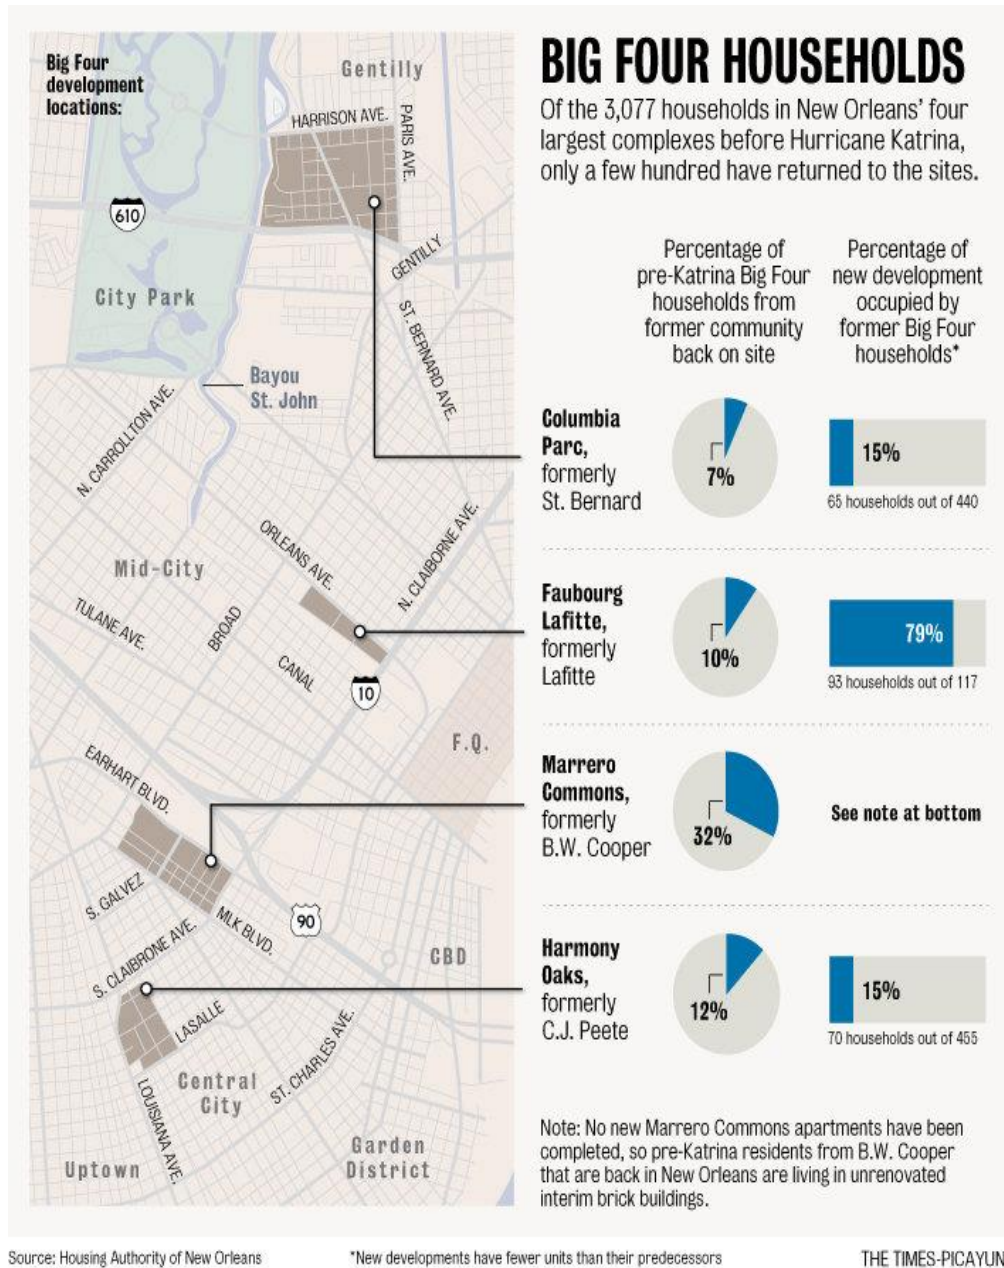 Big Four
development
locations:
Gentilly
HARRISON AVE.
PARIS AVE.
610
GENTILLY
City Park
ST. BERNARD AVE.
Bayou
St. John
N. CARROLLTON AVE.
ORLEANS AVE.
N. CLAIBORNE AVE.
Mid-City
TULANE AVE.
BROAD
CANAL
10
F.Q.
EARHART BLVD.
S. GALVEZ
MLK BLVD.
90
S. CLAIBRONE AVE.
CBD
LASALLE
ST. CHARLES AVE.
Central
City
LOUISIANA AVE.
Garden
District
Uptown
BIG FOUR HOUSEHOLDS
Of the 3,077 households in New Orleans’ four
largest complexes before Hurricane Katrina,
only a few hundred have returned to the sites.
Percentage of
pre-Katrina Big Four
households from
former community
back on site
Percentage of
new development
occupied by
former Big Four
households*
Columbia
Parc,
formerly
St. Bernard
7%
15%
65 households out of 440
Faubourg
Lafitte,
formerly
Lafitte
10%
79%
93 households out of 117
Marrero
Commons,
formerly
B.W. Cooper
32%
See note at bottom
Harmony
Oaks,
formerly
C.J. Peete
12%
15%
70 households out of 455
Note: No new Marrero Commons apartments have been
completed, so pre-Katrina residents from B.W. Cooper
that are back in New Orleans are living in unrenovated
interim brick buildings.
Source: Housing Authority of New Orleans
*New developments have fewer units than their predecessors
THE TIMES-PICAYUN